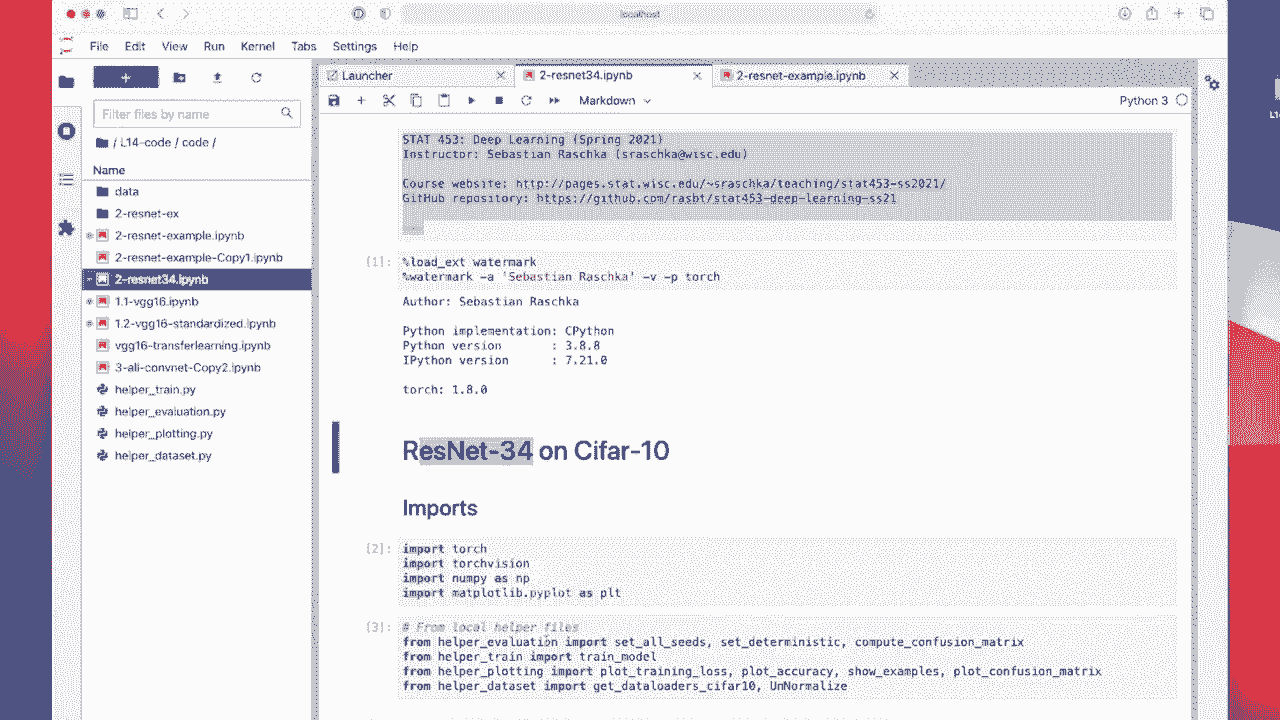 localhost
File Edit View Run Kernel Tabs Settings Help
Launcher 2-resnet34.ipynb 2-resnet-example.ipynb
Markdown Python 3
Filter files by name
/ L14-code / code /
Name
data
2-resnet-ex
2-resnet-example.ipynb
2-resnet-example-Copy1.ipynb
2-resnet34.ipynb
1.1-vgg16.ipynb
1.2-vgg16-standardized.ipynb
vgg16-transferlearning.ipynb
3-all-convnet-Copy2.ipynb
helper_train.py
helper_evaluation.py
helper_plotting.py
helper_dataset.py
STAT 453: Deep Learning (Spring 2021)
Instructor: Sebastian Raschka (sraschka@wisc.edu)
Course website: http://pages.stat.wisc.edu/~sraschka/teaching/stat453-ss2021/
GitHub repository: https://github.com/rasbt/stat453-deep-learning-ss21
[1]: %load_ext watermark
%watermark -a 'Sebastian Raschka' -v -p torch
Author: Sebastian Raschka
Python implementation: CPython
Python version : 3.8.8
IPython version : 7.21.0
torch: 1.8.0
ResNet-34 on Cifar-10
Imports
[2]: import torch
import torchvision
import numpy as np
import matplotlib.pyplot as plt
[3]: # From local helper files
from helper_evaluation import set_all_seeds, set_deterministic, compute_confusion_matrix
from helper_train import train_model
from helper_plotting import plot_training_loss, plot_accuracy, show_examples, plot_confusion_matrix
from helper_dataset import get_dataloaders_cifar10, UnNormalize